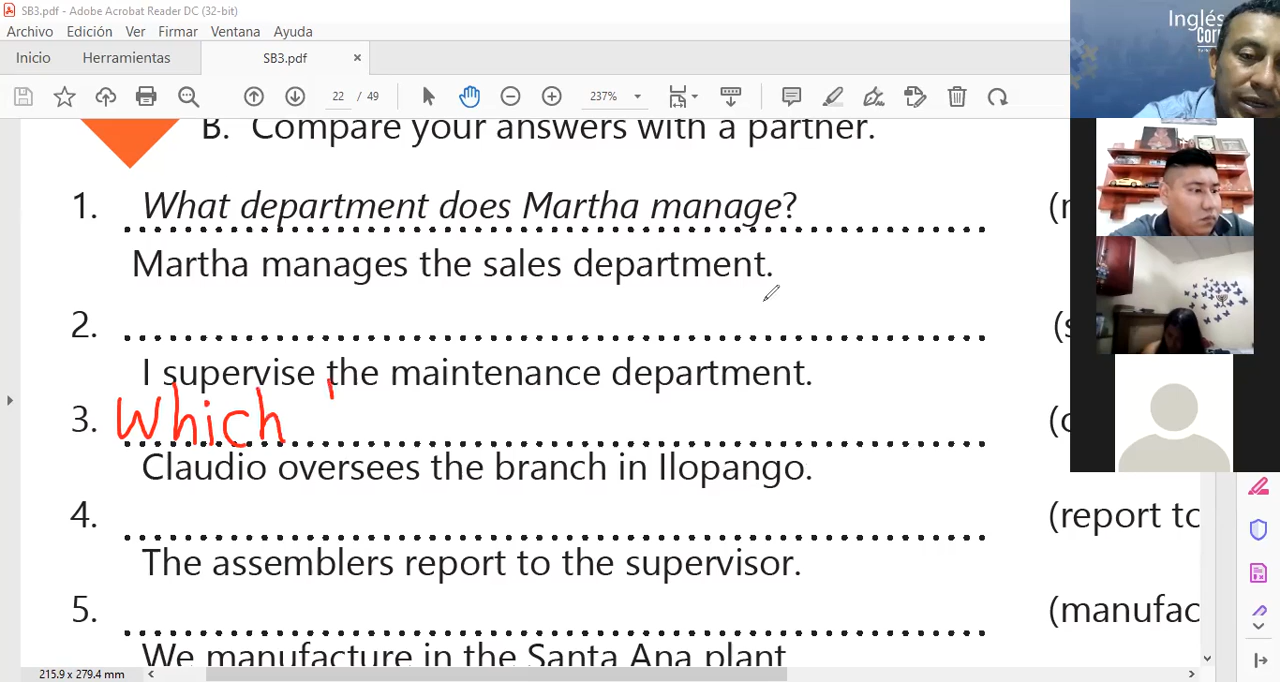 SB3.pdf - Adobe Acrobat Reader DC (32-bit)
Archivo Edición Ver Firmar Ventana Ayuda
Inicio Herramientas SB3.pdf
22 / 49 237%
Inglés
B. Compare your answers with a partner.
1. What department does Martha manage?
Martha manages the sales department.
2.
I supervise the maintenance department.
3. Which
Claudio oversees the branch in Ilopango.
4. (report to
The assemblers report to the supervisor.
5. (manufac
We manufacture in the Santa Ana plant
215.9 x 279.4 mm